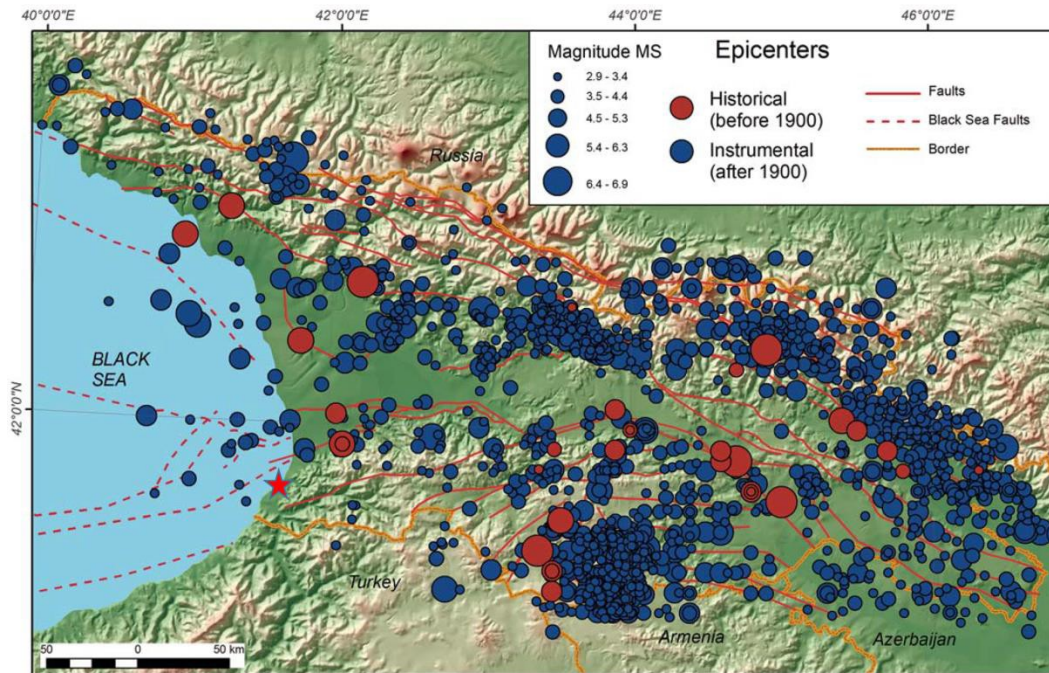 40°0'0"E
42°0'0"E
44°0'0"E
46°0'0"E
Magnitude MS
2.9 - 3.4
3.5 - 4.4
4.5 - 5.3
5.4 - 6.3
6.4 - 6.9
Epicenters
Historical
(before 1900)
Instrumental
(after 1900)
Faults
Black Sea Faults
Border
Russia
BLACK
SEA
42°0'0"N
Turkey
Armenia
Azerbaijan
50 0 50 km